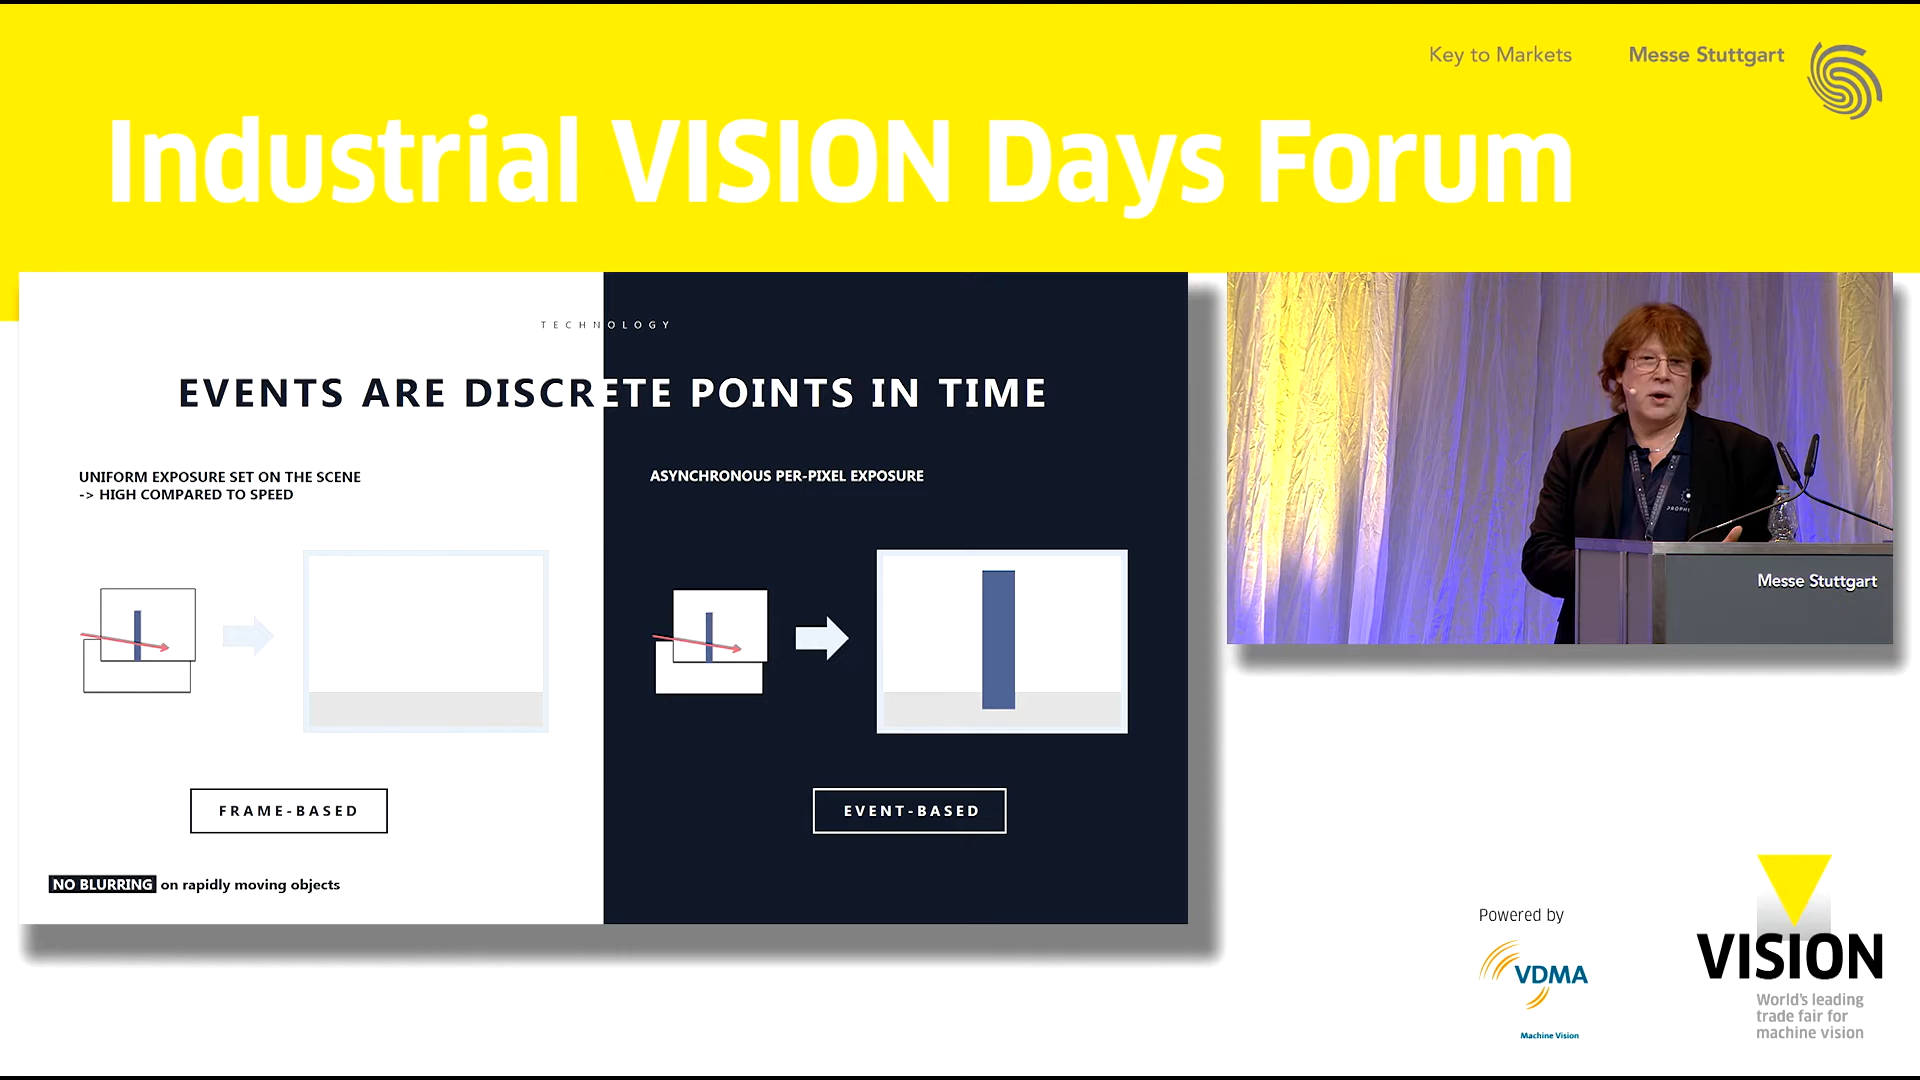 Key to Markets
Messe Stuttgart
Industrial VISION Days Forum
TECHNOLOGY
EVENTS ARE DISCRETE POINTS IN TIME
UNIFORM EXPOSURE SET ON THE SCENE
-> HIGH COMPARED TO SPEED
ASYNCHRONOUS PER-PIXEL EXPOSURE
FRAME-BASED
EVENT-BASED
NO BLURRING on rapidly moving objects
Messe Stuttgart
Powered by
VDMA
Machine Vision
VISION
World's leading
trade fair for
machine vision